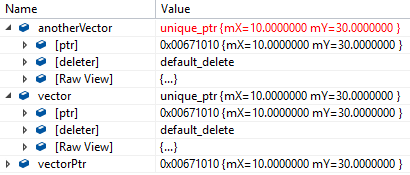 Name Value
anotherVector unique_ptr {mX=10.0000000 mY=30.0000000 }
[ptr] 0x00671010 {mX=10.0000000 mY=30.0000000 }
[deleter] default_delete
[Raw View] {...}
vector unique_ptr {mX=10.0000000 mY=30.0000000 }
[ptr] 0x00671010 {mX=10.0000000 mY=30.0000000 }
[deleter] default_delete
[Raw View] {...}
vectorPtr 0x00671010 {mX=10.0000000 mY=30.0000000 }